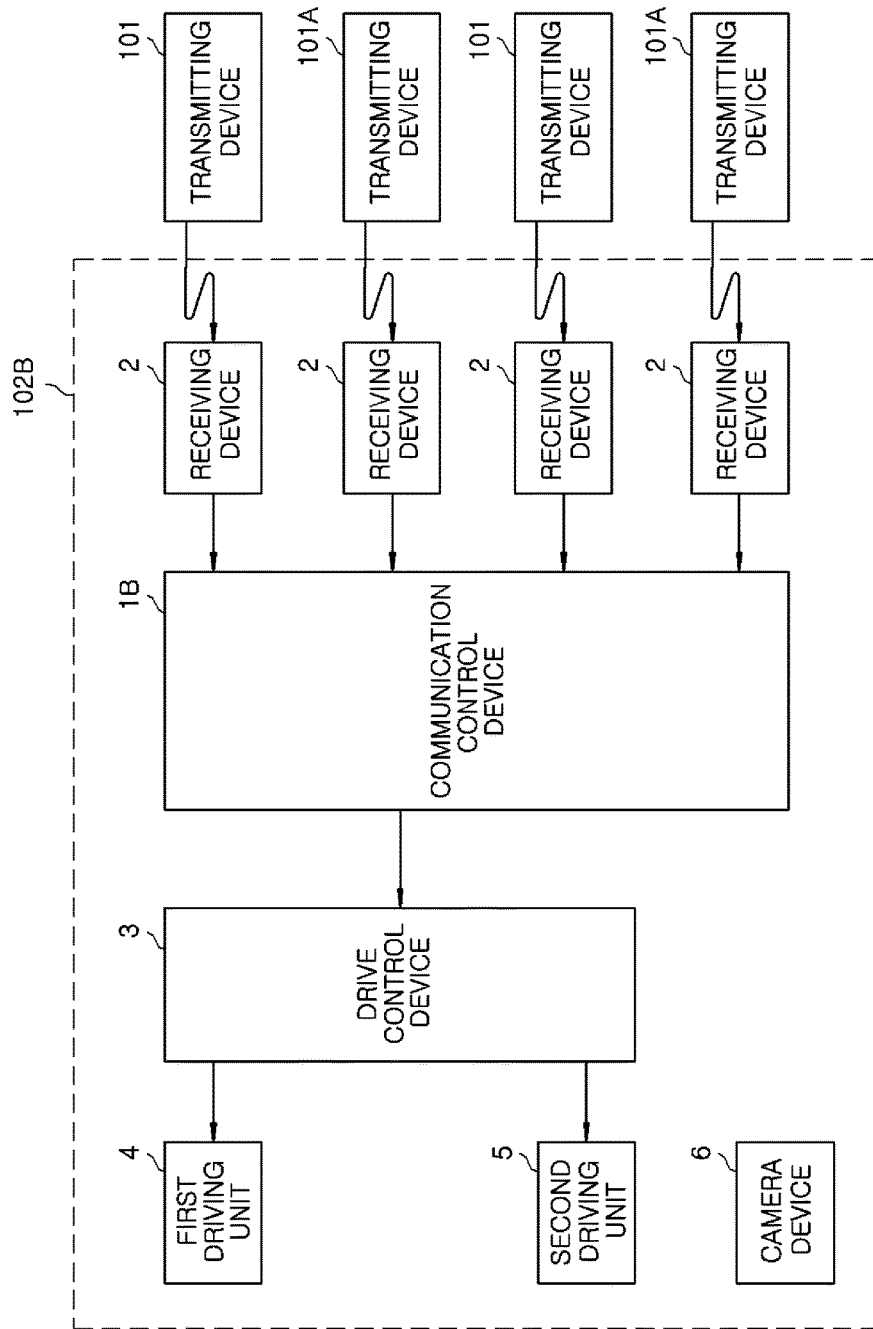 102B
101
TRANSMITTING
DEVICE
101A
TRANSMITTING
DEVICE
101
TRANSMITTING
DEVICE
101A
TRANSMITTING
DEVICE
2
RECEIVING
DEVICE
2
RECEIVING
DEVICE
2
RECEIVING
DEVICE
2
RECEIVING
DEVICE
1B
COMMUNICATION
CONTROL
DEVICE
3
DRIVE
CONTROL
DEVICE
4
FIRST
DRIVING
UNIT
5
SECOND
DRIVING
UNIT
6
CAMERA
DEVICE